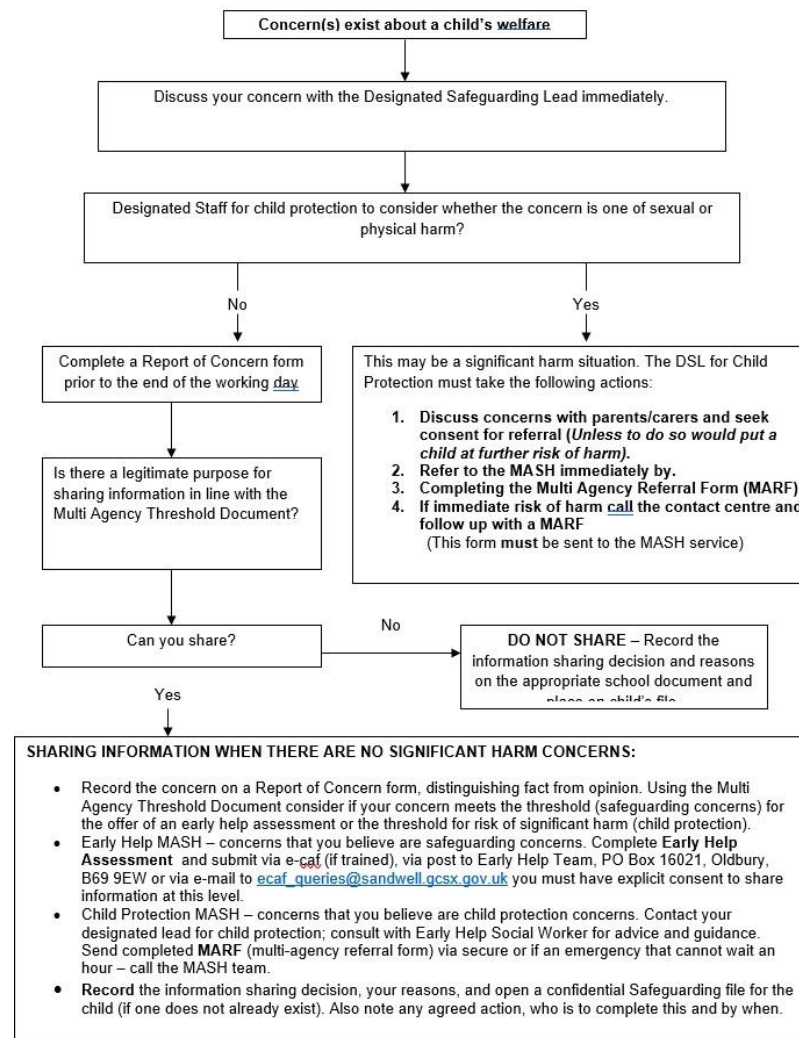 Concern(s) exist about a child's welfare
Discuss your concern with the Designated Safeguarding Lead immediately.
Designated Staff for child protection to consider whether the concern is one of sexual or
physical harm?
No
Yes
Complete a Report of Concern form
prior to the end of the working day
This may be a significant harm situation. The DSL for Child
Protection must take the following actions:
1. Discuss concerns with parents/carers and seek
consent for referral (Unless to do so would put a
child at further risk of harm).
2. Refer to the MASH immediately by.
3. Completing the Multi Agency Referral Form (MARF)
4. If immediate risk of harm call the contact centre and
follow up with a MARF
(This form must be sent to the MASH service)
Is there a legitimate purpose for
sharing information in line with the
Multi Agency Threshold Document?
Can you share?
No
DO NOT SHARE – Record the
information sharing decision and reasons
on the appropriate school document and
place on child's file
Yes
SHARING INFORMATION WHEN THERE ARE NO SIGNIFICANT HARM CONCERNS:
• Record the concern on a Report of Concern form, distinguishing fact from opinion. Using the Multi
Agency Threshold Document consider if your concern meets the threshold (safeguarding concerns) for
the offer of an early help assessment or the threshold for risk of significant harm (child protection).
• Early Help MASH – concerns that you believe are safeguarding concerns. Complete Early Help
Assessment and submit via e-caf (if trained), via post to Early Help Team, PO Box 16021, Oldbury,
B69 9EW or via e-mail to ecaf_queries@sandwell.gcsx.gov.uk you must have explicit consent to share
information at this level.
• Child Protection MASH – concerns that you believe are child protection concerns. Contact your
designated lead for child protection; consult with Early Help Social Worker for advice and guidance.
Send completed MARF (multi-agency referral form) via secure or if an emergency that cannot wait an
hour – call the MASH team.
• Record the information sharing decision, your reasons, and open a confidential Safeguarding file for the
child (if one does not already exist). Also note any agreed action, who is to complete this and by when.